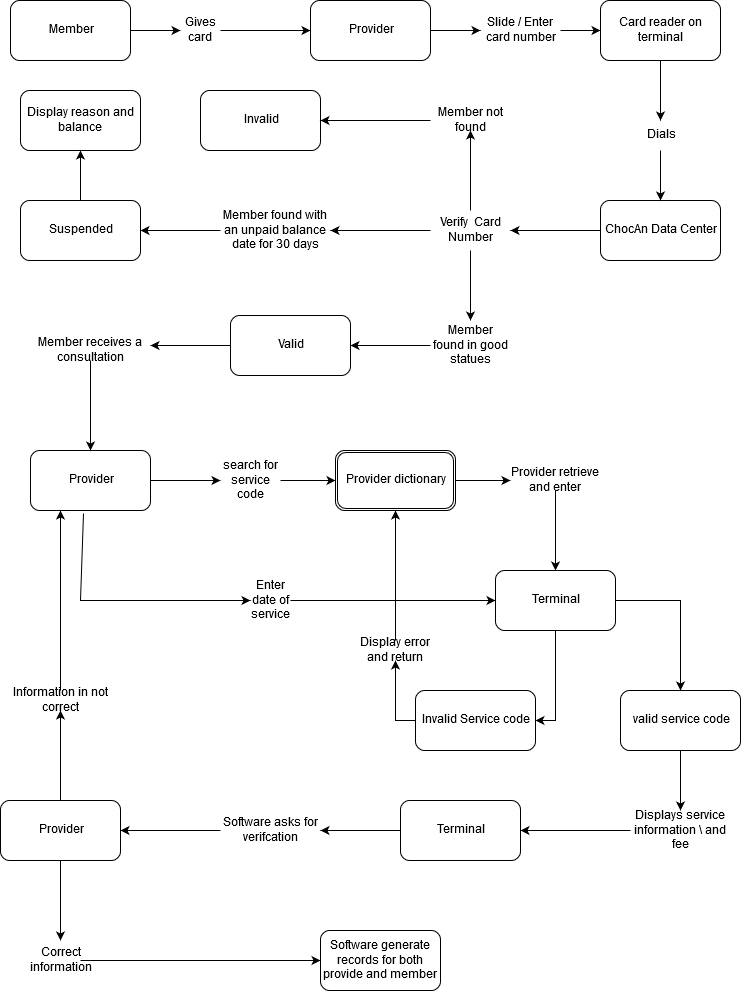 Member
Gives
card
Provider
Slide / Enter
card number
Card reader on
terminal
Display reason and
balance
Invalid
Member not
found
Dials
Suspended
Member found with
an unpaid balance
date for 30 days
Verify Card
Number
ChocAn Data Center
Member receives a
consultation
Valid
Member
found in good
statues
Provider
search for
service
code
Provider dictionary
Provider retrieve
and enter
Enter
date of
service
Terminal
Display error
and return
Information in not
correct
Invalid Service code
valid service code
Provider
Software asks for
verifcation
Terminal
Displays service
information \ and
fee
Correct
information
Software generate
records for both
provide and member